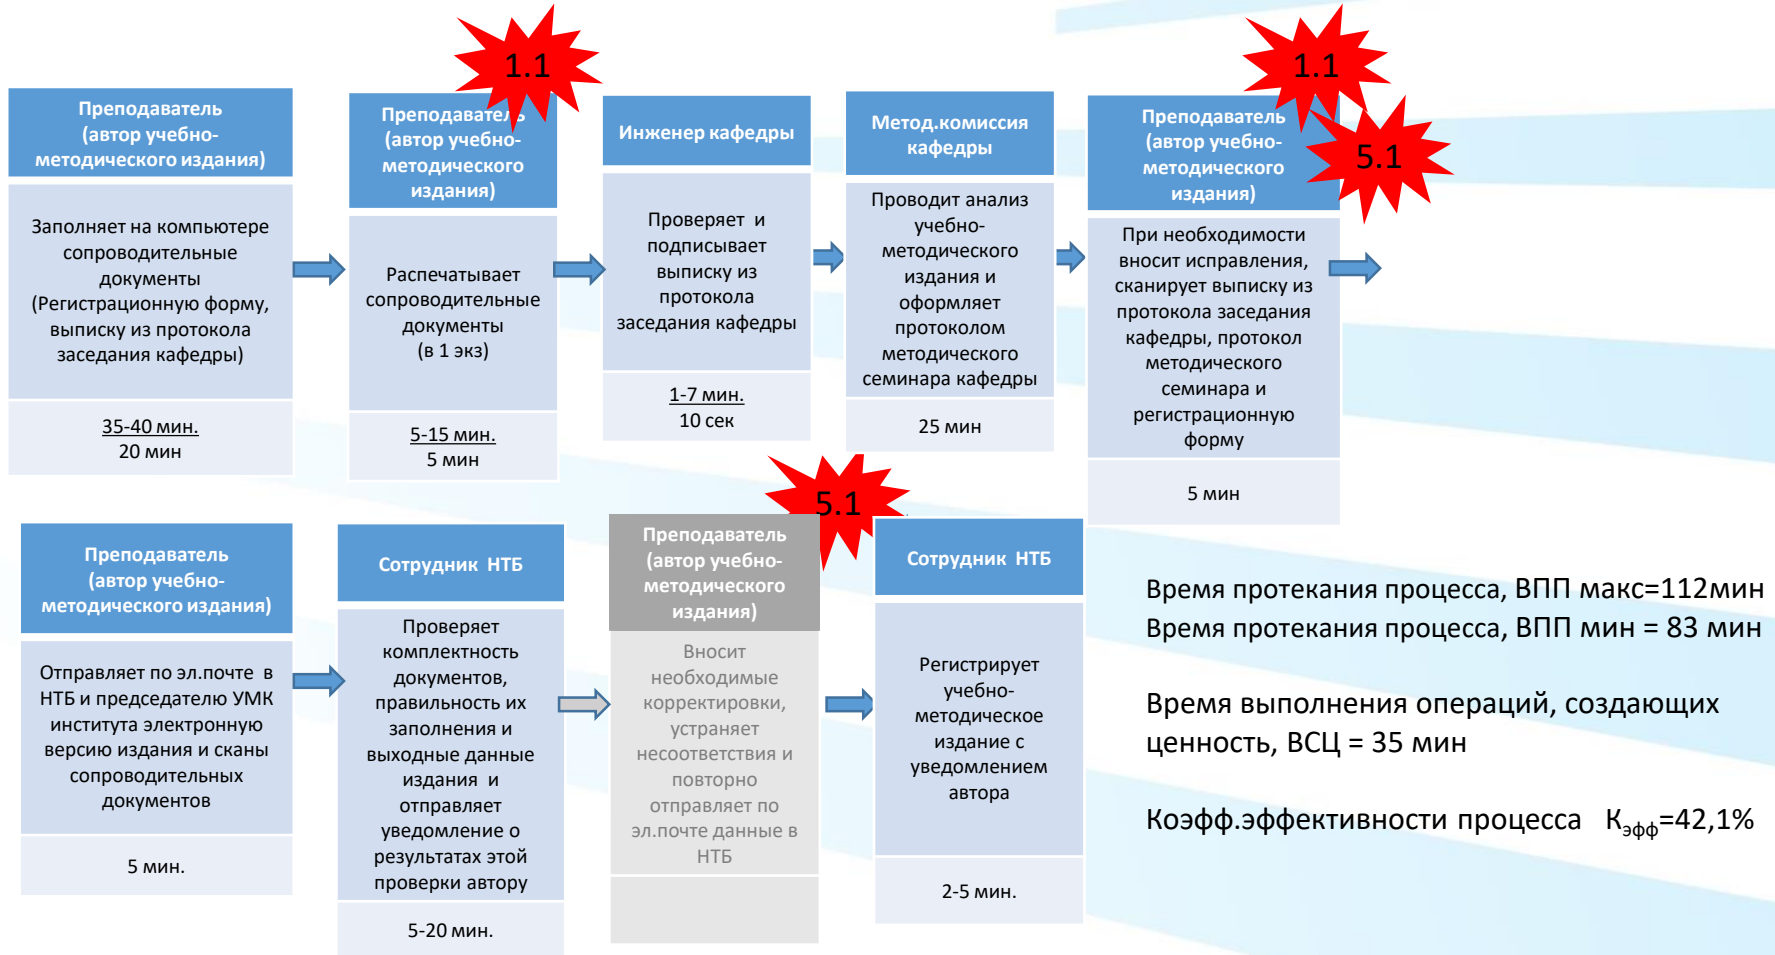 1.1
1.1
5.1
Преподаватель
(автор учебно-
методического издания)
Заполняет на компьютере
сопроводительные
документы
(Регистрационную форму,
выписку из протокола
заседания кафедры)
35-40 мин.
20 мин
Преподаватель
(автор учебно-
методического
издания)
Распечатывает
сопроводительные
документы
(в 1 экз)
5-15 мин.
5 мин
Инженер кафедры
Проверяет и
подписывает
выписку из
протокола
заседания кафедры
1-7 мин.
10 сек
Метод.комиссия
кафедры
Проводит анализ
учебно-
методического
издания и
оформляет
протоколом
методического
семинара кафедры
25 мин
Преподаватель
(автор учебно-
методического
издания)
При необходимости
вносит исправления,
сканирует выписку из
протокола заседания
кафедры, протокол
методического
семинара и
регистрационную
форму
5 мин
5.1
Преподаватель
(автор учебно-
методического издания)
Отправляет по эл.почте в
НТБ и председателю УМК
института электронную
версию издания и сканы
сопроводительных
документов
5 мин.
Сотрудник НТБ
Проверяет
комплектность
документов,
правильность их
заполнения и
выходные данные
издания и
отправляет
уведомление о
результатах этой
проверки автору
5-20 мин.
Преподаватель
(автор учебно-
методического
издания)
Вносит
необходимые
корректировки,
устраняет
несоответствия и
повторно
отправляет по
эл.почте данные в
НТБ
Сотрудник НТБ
Регистрирует
учебно-
методическое
издание с
уведомлением
автора
2-5 мин.
Время протекания процесса, ВПП макс=112мин
Время протекания процесса, ВПП мин = 83 мин
Время выполнения операций, создающих
ценность, ВСЦ = 35 мин
Коэфф.эффективности процесса Кэфф=42,1%